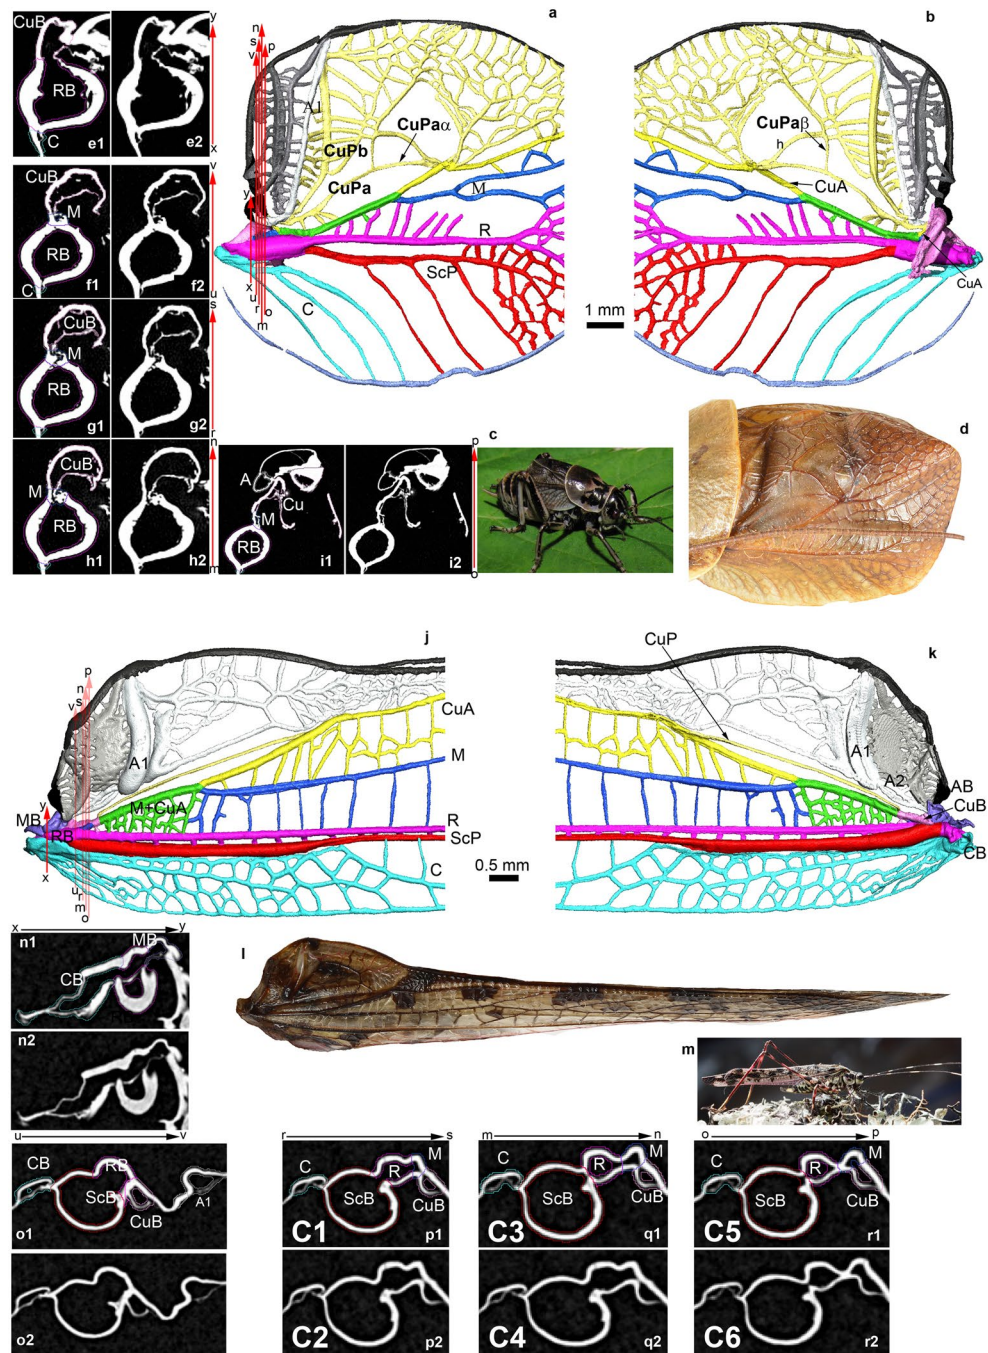 CuB
RB
C
e1
e2
y
x
CuB
M
RB
C
f1
f2
v
u
CuB
M
RB
g1
g2
s
r
CuB
M
RB
h1
h2
n
m
a
n
s
v
p
A1
CuPaα
CuPb
CuPa
y
M
R
ScP
C
x
u
r
o
m
1 mm
b
CuPaβ
h
CuA
CuA
A
Cu
M
RB
i1
i2
p
o
c
d
j
p
n
s
v
CuA
A1
M
M+CuA
y
MB
RB
R
ScP
x
C
u
r
m
o
0.5 mm
CuP
k
A1
A2
AB
CuB
CB
x
y
n1
MB
CB
n2
l
m
u
v
CB
RB
ScB
CuB
A1
o1
o2
r
s
C
R
M
ScB
CuB
C1
p1
C2
p2
m
n
C
R
M
ScB
CuB
C3
q1
C4
q2
o
p
C
R
M
ScB
CuB
C5
r1
C6
r2